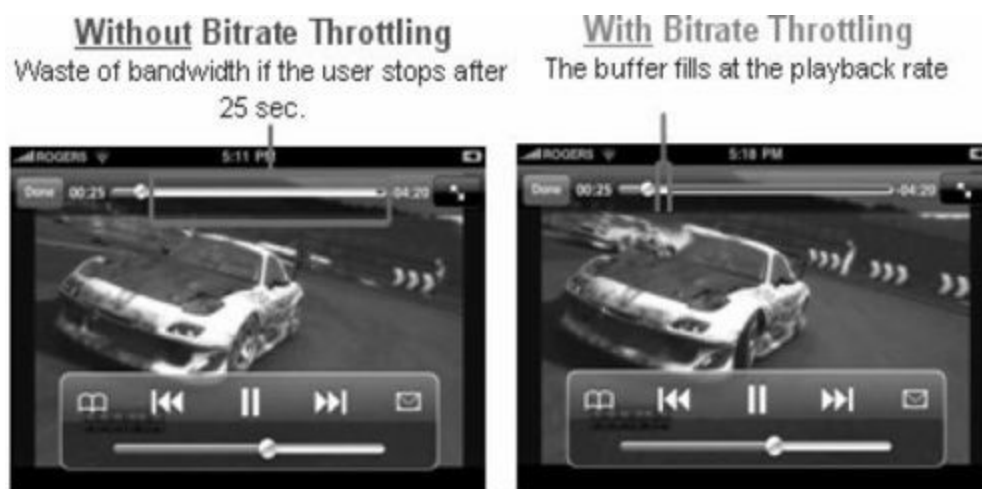 Without Bitrate Throttling
Waste of bandwidth if the user stops after
25 sec.
ROGERS 5:11 PM
Done 00:25 -04:20
With Bitrate Throttling
The buffer fills at the playback rate
ROGERS 5:18 PM
Done 00:25 -04:20